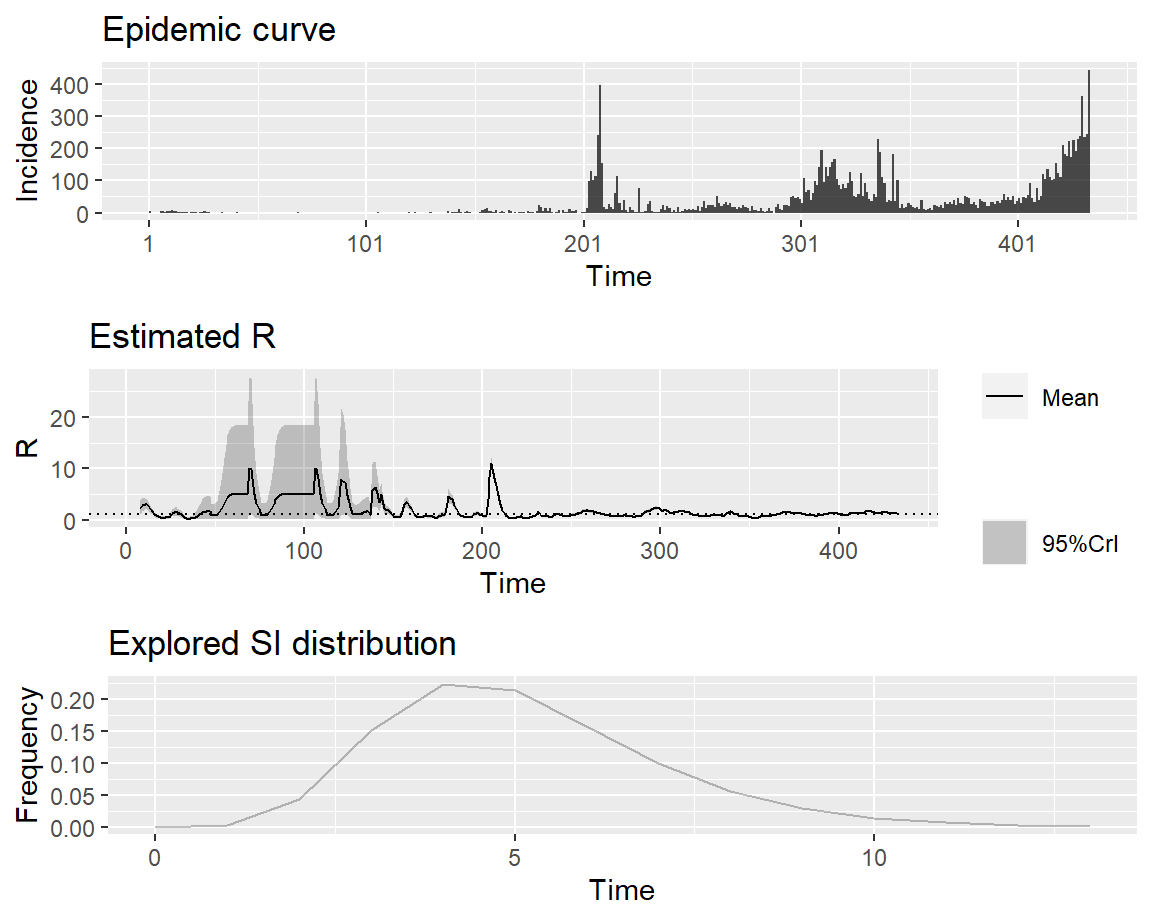 Epidemic curve
Incidence
400
300
200
100
0
1 101 201 301 401
Time
Estimated R
R
20
10
0
0 100 200 300 400
Time
Mean
95%CrI
Explored SI distribution
Frequency
0.20
0.15
0.10
0.05
0.00
0 5 10
Time